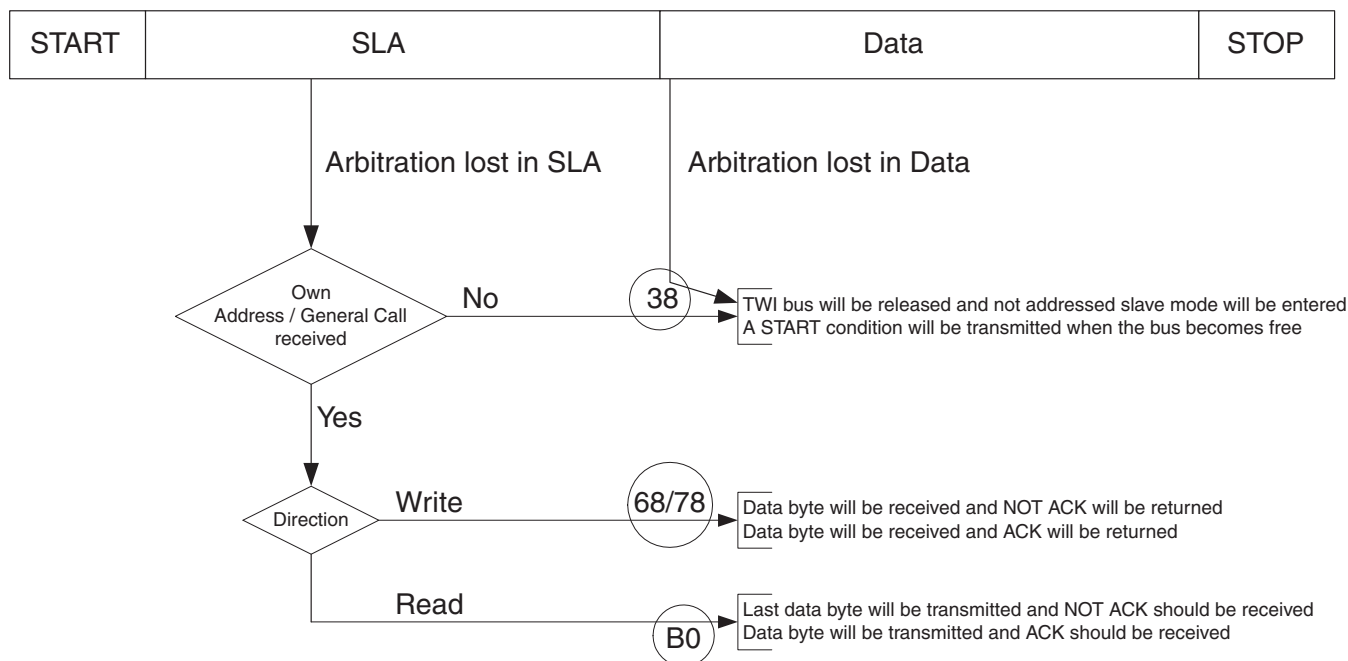 START SLA Data STOP
Arbitration lost in SLA Arbitration lost in Data
Own
Address / General Call
received
No
38
TWI bus will be released and not addressed slave mode will be entered
A START condition will be transmitted when the bus becomes free
Yes
Direction
Write
68/78
Data byte will be received and NOT ACK will be returned
Data byte will be received and ACK will be returned
Read
B0
Last data byte will be transmitted and NOT ACK should be received
Data byte will be transmitted and ACK should be received